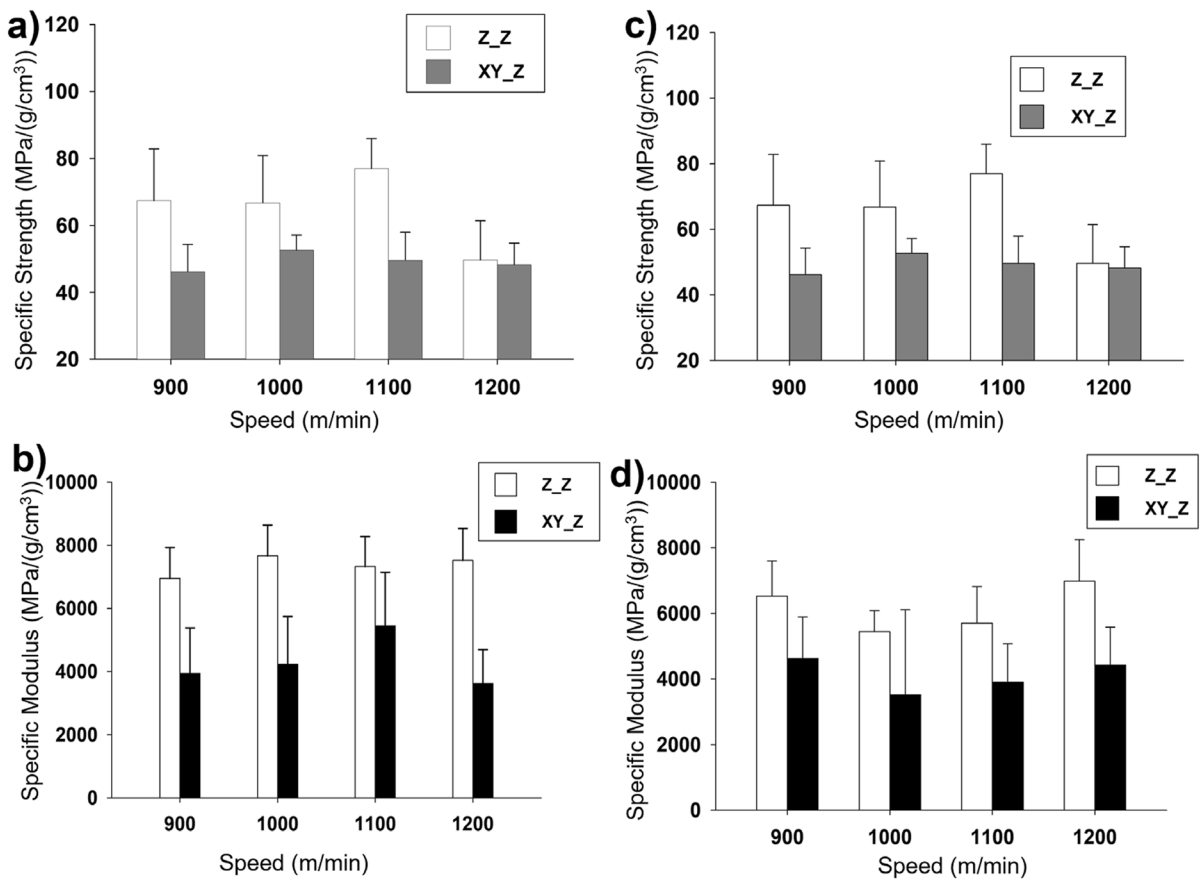 a)
Specific Strength (MPa/(g/cm³))
120
100
80
60
40
20
Z_Z
XY_Z
900 1000 1100 1200
Speed (m/min)
c)
Specific Strength (MPa/(g/cm³))
120
100
80
60
40
20
Z_Z
XY_Z
900 1000 1100 1200
Speed (m/min)
b)
Specific Modulus (MPa/(g/cm³))
10000
8000
6000
4000
2000
0
Z_Z
XY_Z
900 1000 1100 1200
Speed (m/min)
d)
Specific Modulus (MPa/(g/cm³))
10000
8000
6000
4000
2000
0
Z_Z
XY_Z
900 1000 1100 1200
Speed (m/min)